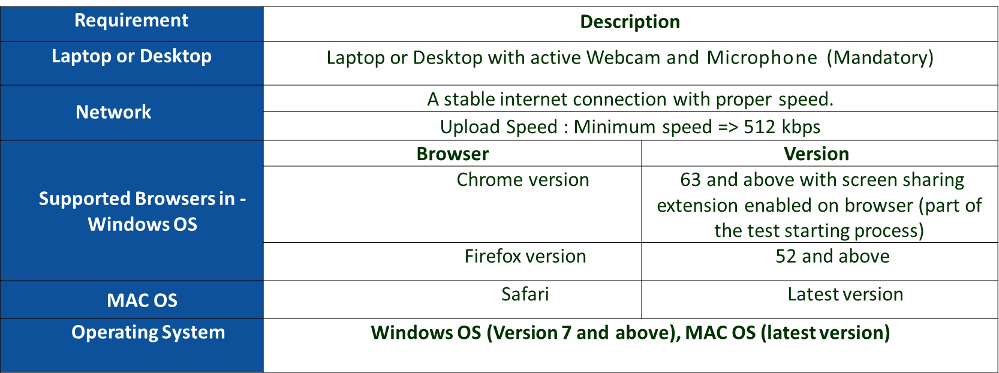 Requirement
Description
Laptop or Desktop
Laptop or Desktop with active Webcam and Microphone (Mandatory)
Network
A stable internet connection with proper speed.
Upload Speed : Minimum speed => 512 kbps
Supported Browsers in -
Windows OS
Browser
Version
Chrome version
63 and above with screen sharing
extension enabled on browser (part of
the test starting process)
Firefox version
52 and above
MAC OS
Safari
Latest version
Operating System
Windows OS (Version 7 and above), MAC OS (latest version)